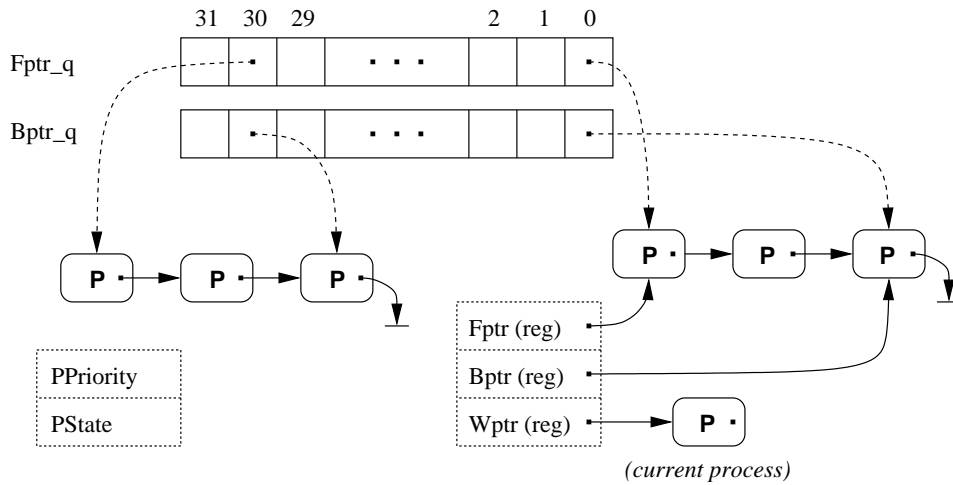 31 30 29 2 1 0
Fptr_q
Bptr_q
P P P
P P P
Fptr (reg)
PPriority
Bptr (reg)
PState
Wptr (reg)
P
(current process)